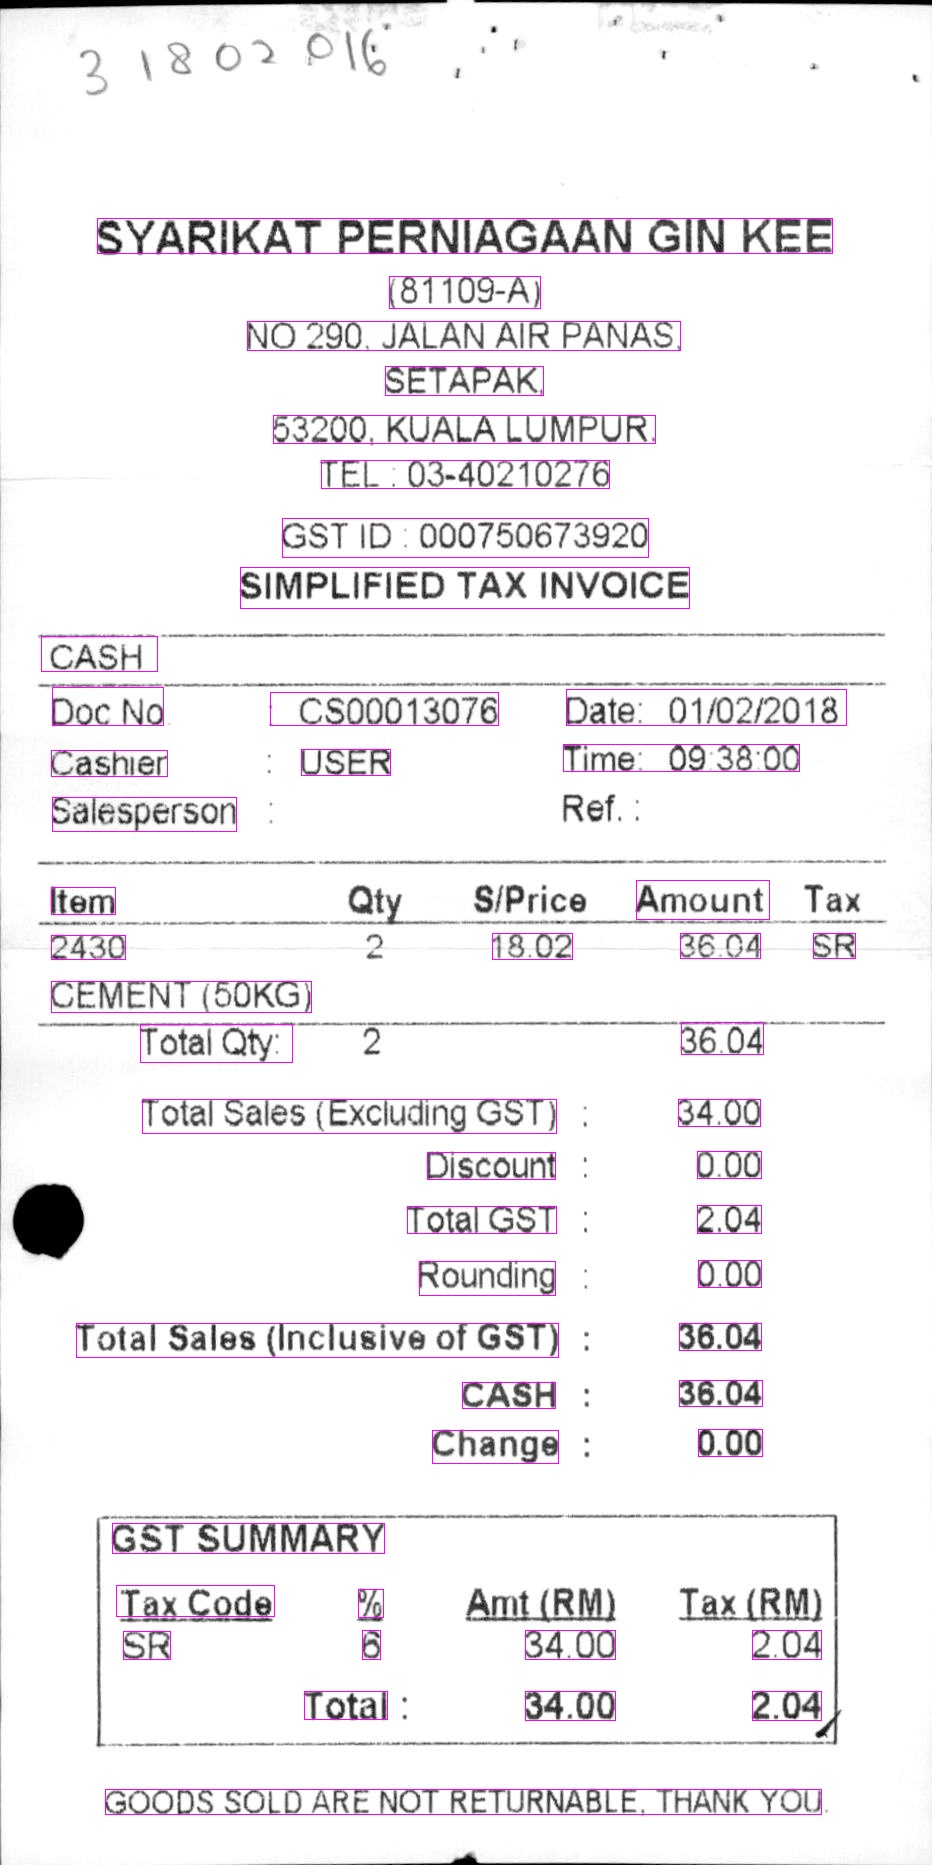 3 1802016
SYARIKAT PERNIAGAAN GIN KEE
(81109-A)
NO 290, JALAN AIR PANAS,
SETAPAK,
53200, KUALA LUMPUR.
TEL : 03-40210276
GST ID : 000750673920
SIMPLIFIED TAX INVOICE
CASH
Doc No : CS00013076 Date: 01/02/2018
Cashier : USER Time: 09:38:00
Salesperson : Ref. :
Item Qty S/Price Amount Tax
2430 2 18.02 36.04 SR
CEMENT (50KG)
Total Qty: 2 36.04
Total Sales (Excluding GST) : 34.00
Discount : 0.00
Total GST : 2.04
Rounding : 0.00
Total Sales (Inclusive of GST) : 36.04
CASH : 36.04
Change : 0.00
GST SUMMARY
Tax Code % Amt (RM) Tax (RM)
SR 6 34.00 2.04
Total : 34.00 2.04
GOODS SOLD ARE NOT RETURNABLE, THANK YOU.